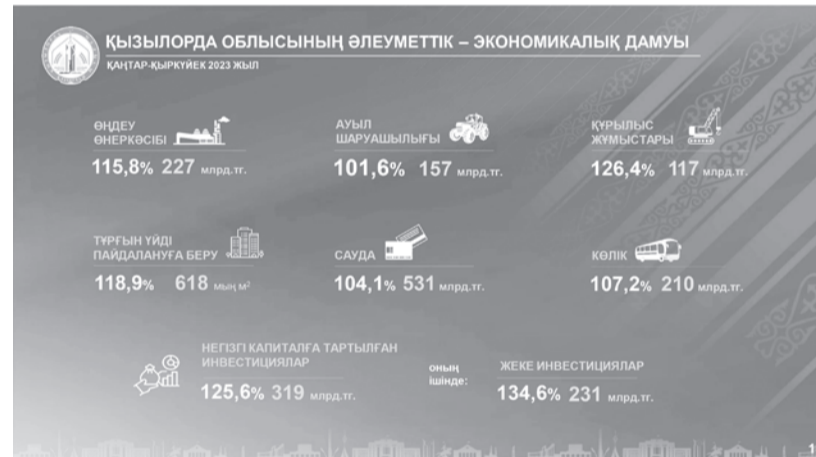 ҚЫЗЫЛОРДА ОБЛЫСЫНЫҢ ӘЛЕУМЕТТІК – ЭКОНОМИКАЛЫҚ ДАМУЫ
ҚАҢТАР-ҚЫРКҮЙЕК 2023 ЖЫЛ
ӨҢДЕУ
ӨНЕРКӘСІБІ
115,8% 227 млрд.тг.
АУЫЛ
ШАРУАШЫЛЫҒЫ
101,6% 157 млрд.тг.
ҚҰРЫЛЫС
ЖҰМЫСТАРЫ
126,4% 117 млрд.тг.
ТҰРҒЫН ҮЙДІ
ПАЙДАЛАНУҒА БЕРУ
118,9% 618 мың м²
САУДА
104,1% 531 млрд.тг.
КӨЛІК
107,2% 210 млрд.тг.
НЕГІЗГІ КАПИТАЛҒА ТАРТЫЛҒАН
ИНВЕСТИЦИЯЛАР
125,6% 319 млрд.тг.
оның
ішінде:
ЖЕКЕ ИНВЕСТИЦИЯЛАР
134,6% 231 млрд.тг.
1